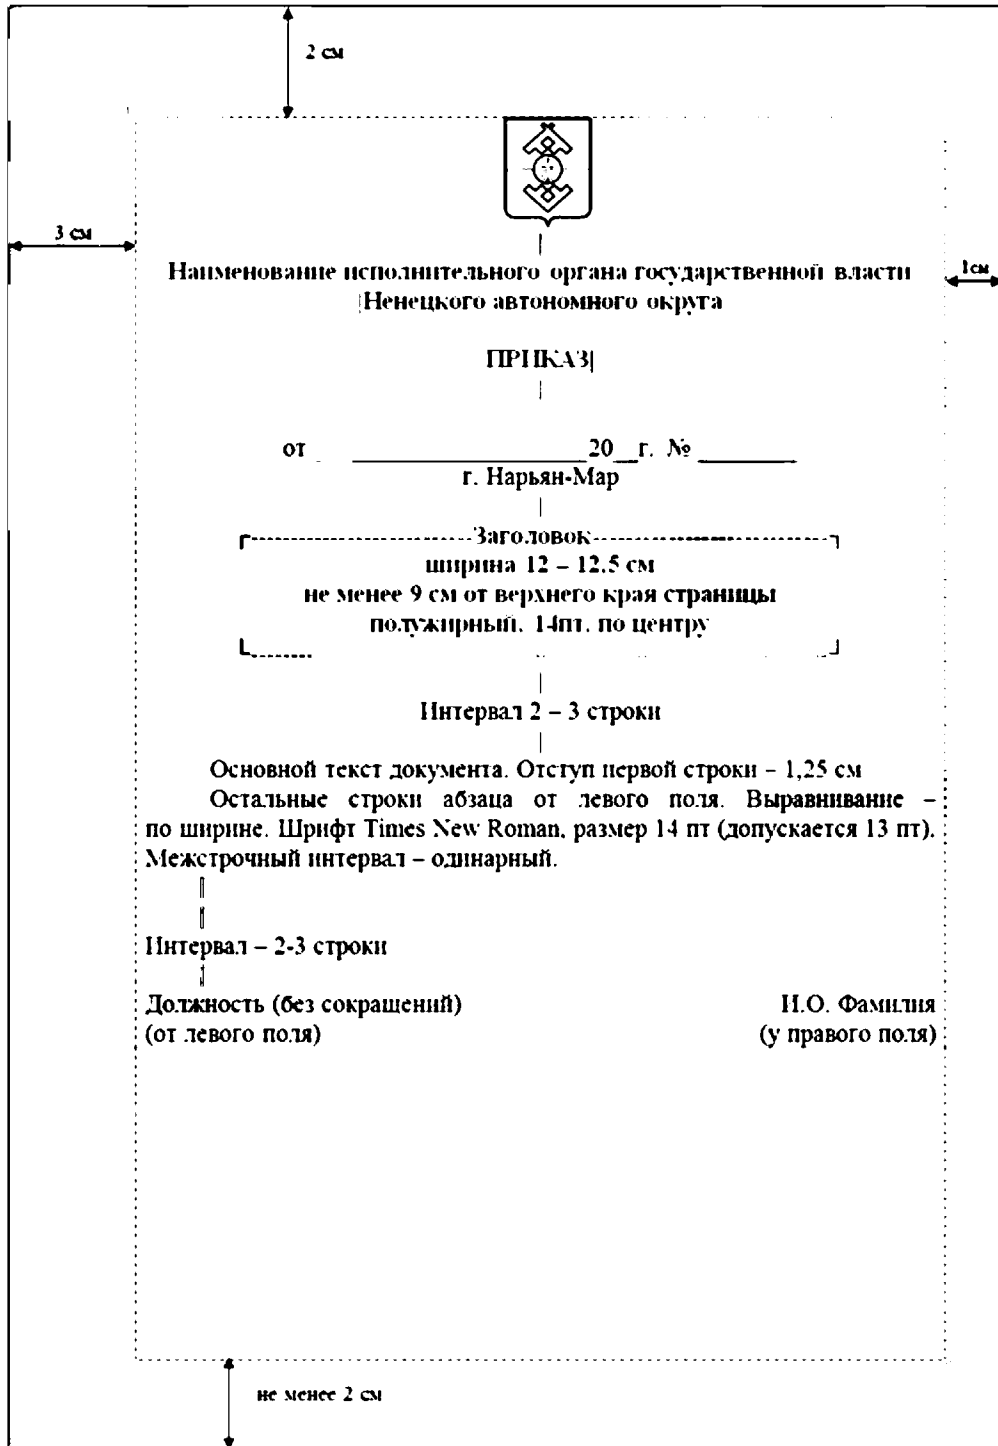 2 см
3 см
1см
Наименование исполнительного органа государственной власти
Ненецкого автономного округа
ПРИКАЗ
от _ ____________________20__г. № ________
г. Нарьян-Мар
Заголовок
ширина 12 – 12.5 см
не менее 9 см от верхнего края страницы
полужирный. 14пт. по центру
Интервал 2 – 3 строки
Основной текст документа. Отступ первой строки – 1,25 см
Остальные строки абзаца от левого поля. Выравнивание –
по ширине. Шрифт Times New Roman, размер 14 пт (допускается 13 пт).
Межстрочный интервал – одинарный.
Интервал – 2-3 строки
Должность (без сокращений) И.О. Фамилия
(от левого поля) (у правого поля)
не менее 2 см